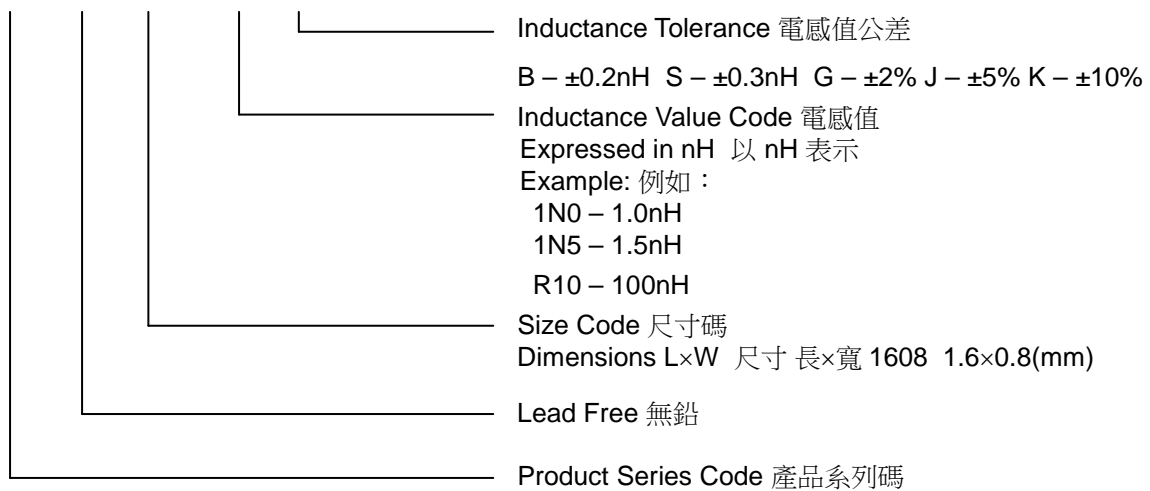 Inductance Tolerance 電感值公差
B – ±0.2nH S – ±0.3nH G – ±2% J – ±5% K – ±10%
Inductance Value Code 電感值
Expressed in nH 以 nH 表示
Example: 例如：
1N0 – 1.0nH
1N5 – 1.5nH
R10 – 100nH
Size Code 尺寸碼
Dimensions L×W 尺寸 長×寬 1608 1.6×0.8(mm)
Lead Free 無鉛
Product Series Code 產品系列碼